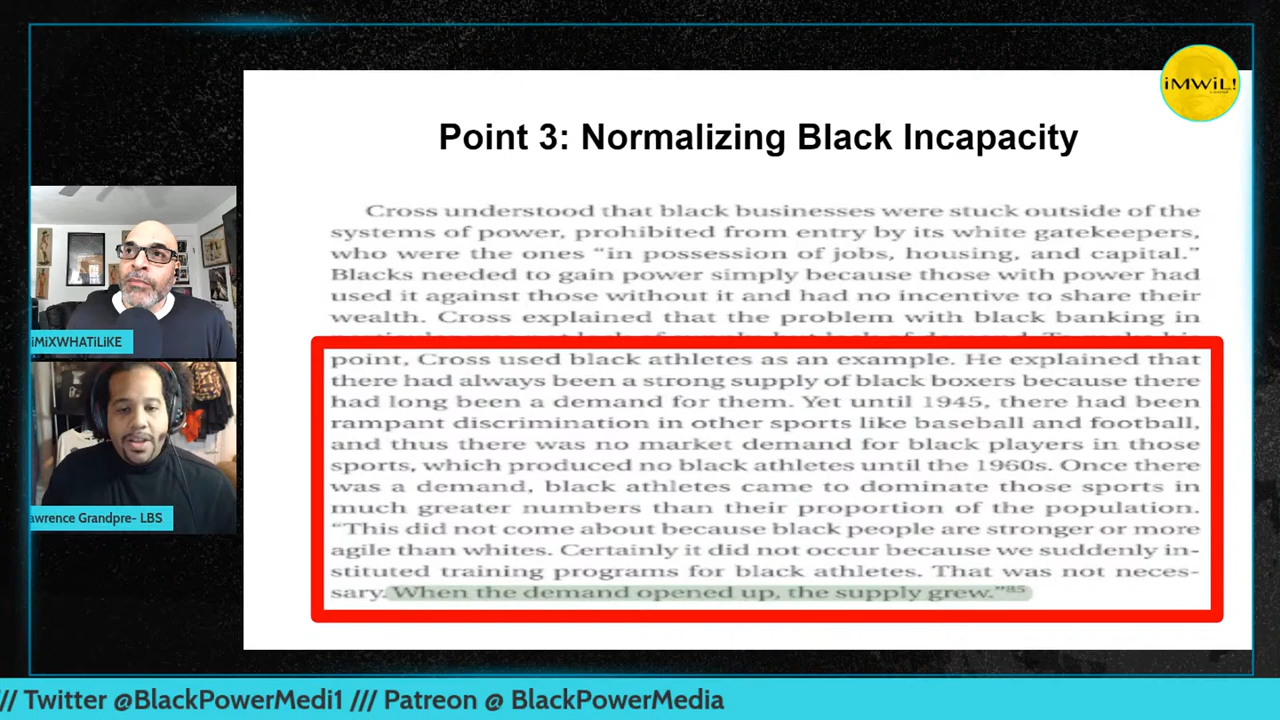 iMWiL!
Point 3: Normalizing Black Incapacity
Cross understood that black businesses were stuck outside of the
systems of power, prohibited from entry by its white gatekeepers,
who were the ones “in possession of jobs, housing, and capital.”
Blacks needed to gain power simply because those with power had
used it against those without it and had no incentive to share their
wealth. Cross explained that the problem with black banking in
point, Cross used black athletes as an example. He explained that
there had always been a strong supply of black boxers because there
had long been a demand for them. Yet until 1945, there had been
rampant discrimination in other sports like baseball and football,
and thus there was no market demand for black players in those
sports, which produced no black athletes until the 1960s. Once there
was a demand, black athletes came to dominate those sports in
much greater numbers than their proportion of the population.
“This did not come about because black people are stronger or more
agile than whites. Certainly it did not occur because we suddenly in-
stituted training programs for black athletes. That was not neces-
sary. When the demand opened up, the supply grew.”85
iMiXWHATiLiKE
awrence Grandpre- LBS
/// Twitter @BlackPowerMedi1 /// Patreon @ BlackPowerMedia